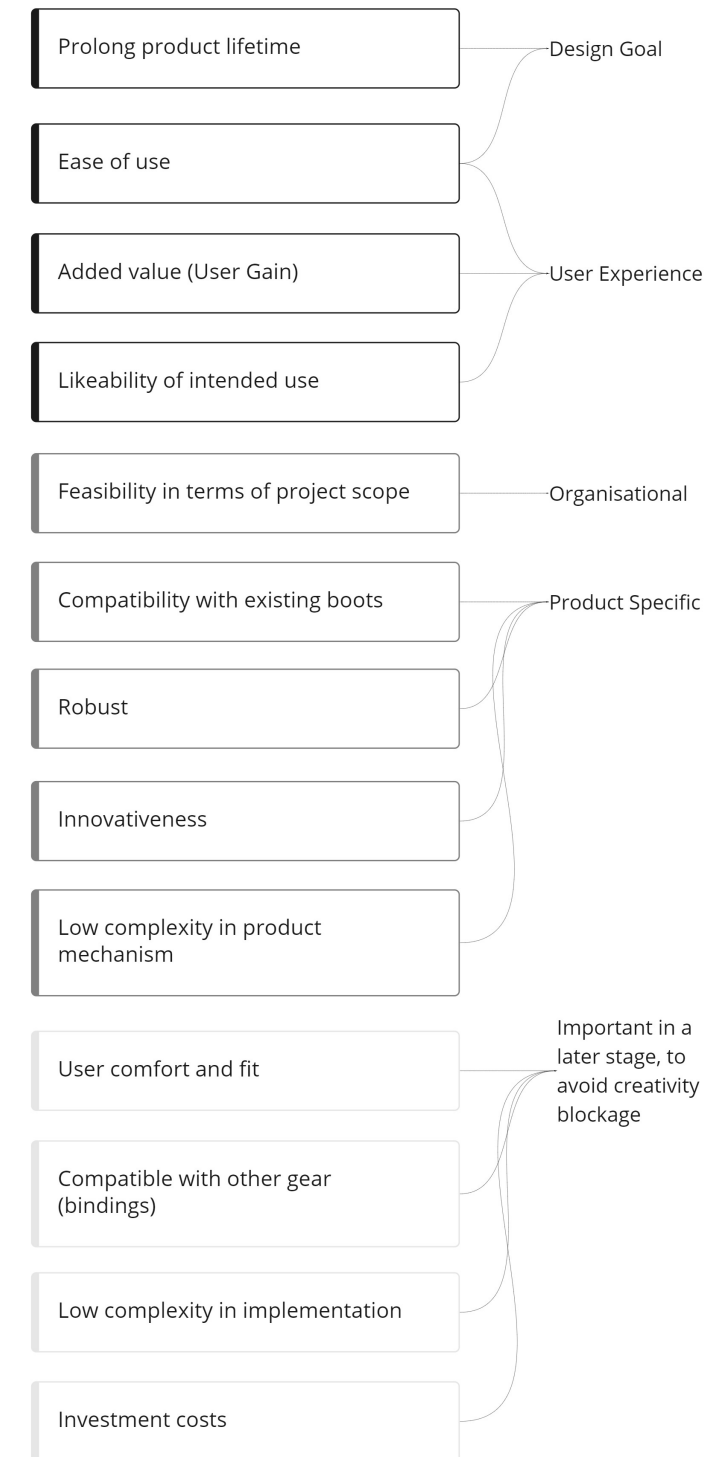 Prolong product lifetime
Design Goal
Ease of use
Added value (User Gain)
User Experience
Likeability of intended use
Feasibility in terms of project scope
Organisational
Compatibility with existing boots
Product Specific
Robust
Innovativeness
Low complexity in product
mechanism
User comfort and fit
Important in a
later stage, to
avoid creativity
blockage
Compatible with other gear
(bindings)
Low complexity in implementation
Investment costs